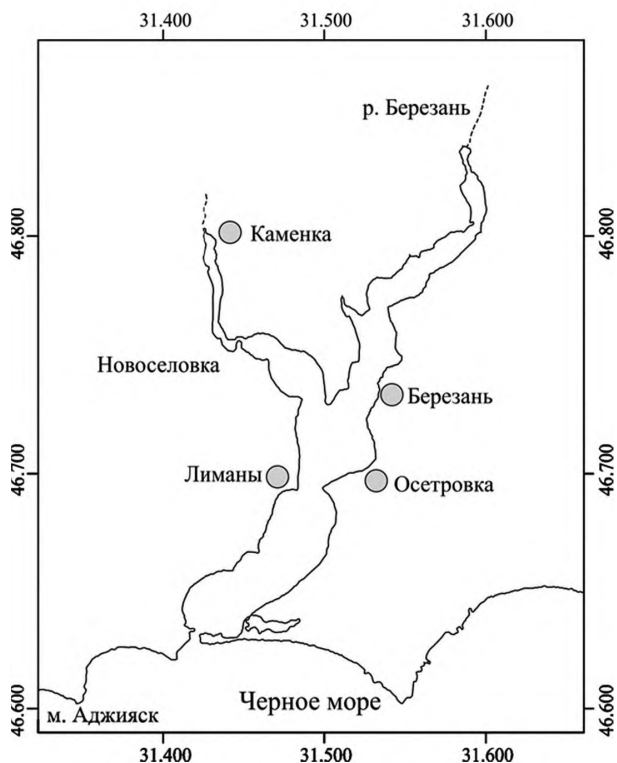 31.400 31.500 31.600
р. Березань
46.800 46.800
Каменка
Новоселовка
Березань
46.700 46.700
Лиманы
Осетровка
Черное море
46.600 46.600
м. Аджияск
31.400 31.500 31.600